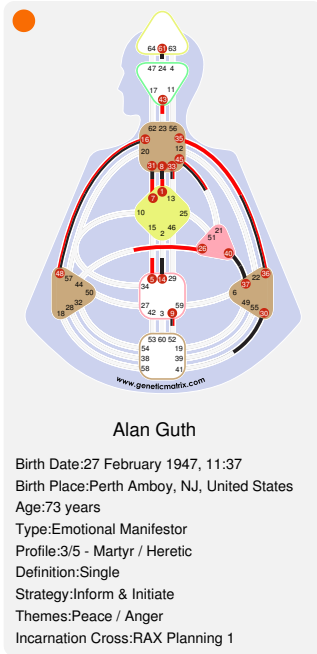 64 61 63
47 24 4
17 11
43
62 23 56
16 35
20 12
45
31 8 33
7 1 13
10 25
15 46
2
21
51
26 40
48 57
44
50
32
28
18
36
22
37
6
49
55
30
5 14 29
34
27 59
42 3 9
53 60 52
54 19
38 39
58 41
www.geneticmatrix.com
Alan Guth
Birth Date:27 February 1947, 11:37
Birth Place:Perth Amboy, NJ, United States
Age:73 years
Type:Emotional Manifestor
Profile:3/5 - Martyr / Heretic
Definition:Single
Strategy:Inform & Initiate
Themes:Peace / Anger
Incarnation Cross:RAX Planning 1